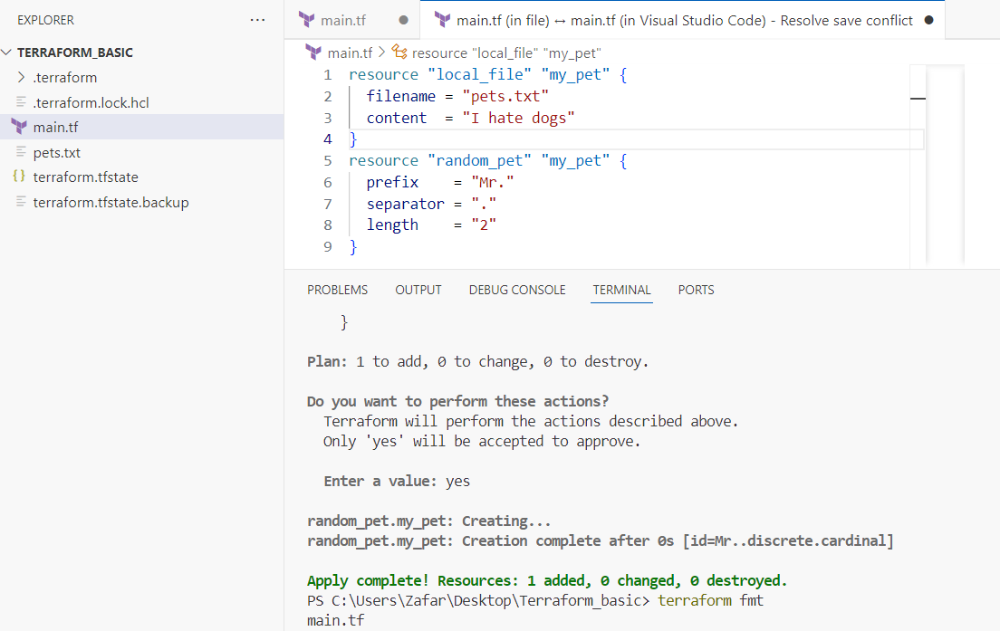 EXPLORER
...
main.tf
main.tf (in file) ↔ main.tf (in Visual Studio Code) - Resolve save conflict
TERRAFORM_BASIC
.terraform
.terraform.lock.hcl
main.tf
pets.txt
{} terraform.tfstate
terraform.tfstate.backup
main.tf > resource "local_file" "my_pet"
1 resource "local_file" "my_pet" {
2 filename = "pets.txt"
3 content = "I hate dogs"
4 }
5 resource "random_pet" "my_pet" {
6 prefix = "Mr."
7 separator = "."
8 length = "2"
9 }
PROBLEMS OUTPUT DEBUG CONSOLE TERMINAL PORTS
}
Plan: 1 to add, 0 to change, 0 to destroy.
Do you want to perform these actions?
Terraform will perform the actions described above.
Only 'yes' will be accepted to approve.
Enter a value: yes
random_pet.my_pet: Creating...
random_pet.my_pet: Creation complete after 0s [id=Mr..discrete.cardinal]
Apply complete! Resources: 1 added, 0 changed, 0 destroyed.
PS C:\Users\Zafar\Desktop\Terraform_basic> terraform fmt
main.tf